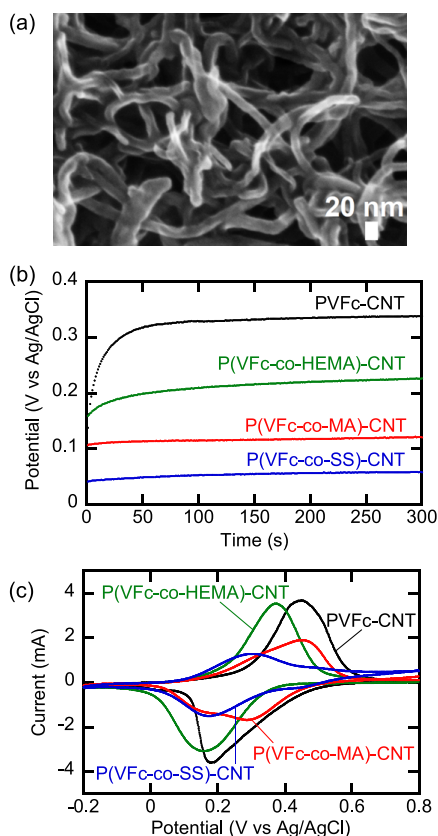 (a)
20 nm
(b)
Potential (V vs Ag/AgCl)
0.4
0.3
0.2
0.1
0
PVFc-CNT
P(VFc-co-HEMA)-CNT
P(VFc-co-MA)-CNT
P(VFc-co-SS)-CNT
0 50 100 150 200 250 300
Time (s)
(c)
Current (mA)
4
2
0
-2
-4
P(VFc-co-HEMA)-CNT
PVFc-CNT
P(VFc-co-MA)-CNT
P(VFc-co-SS)-CNT
-0.2 0 0.2 0.4 0.6 0.8
Potential (V vs Ag/AgCl)